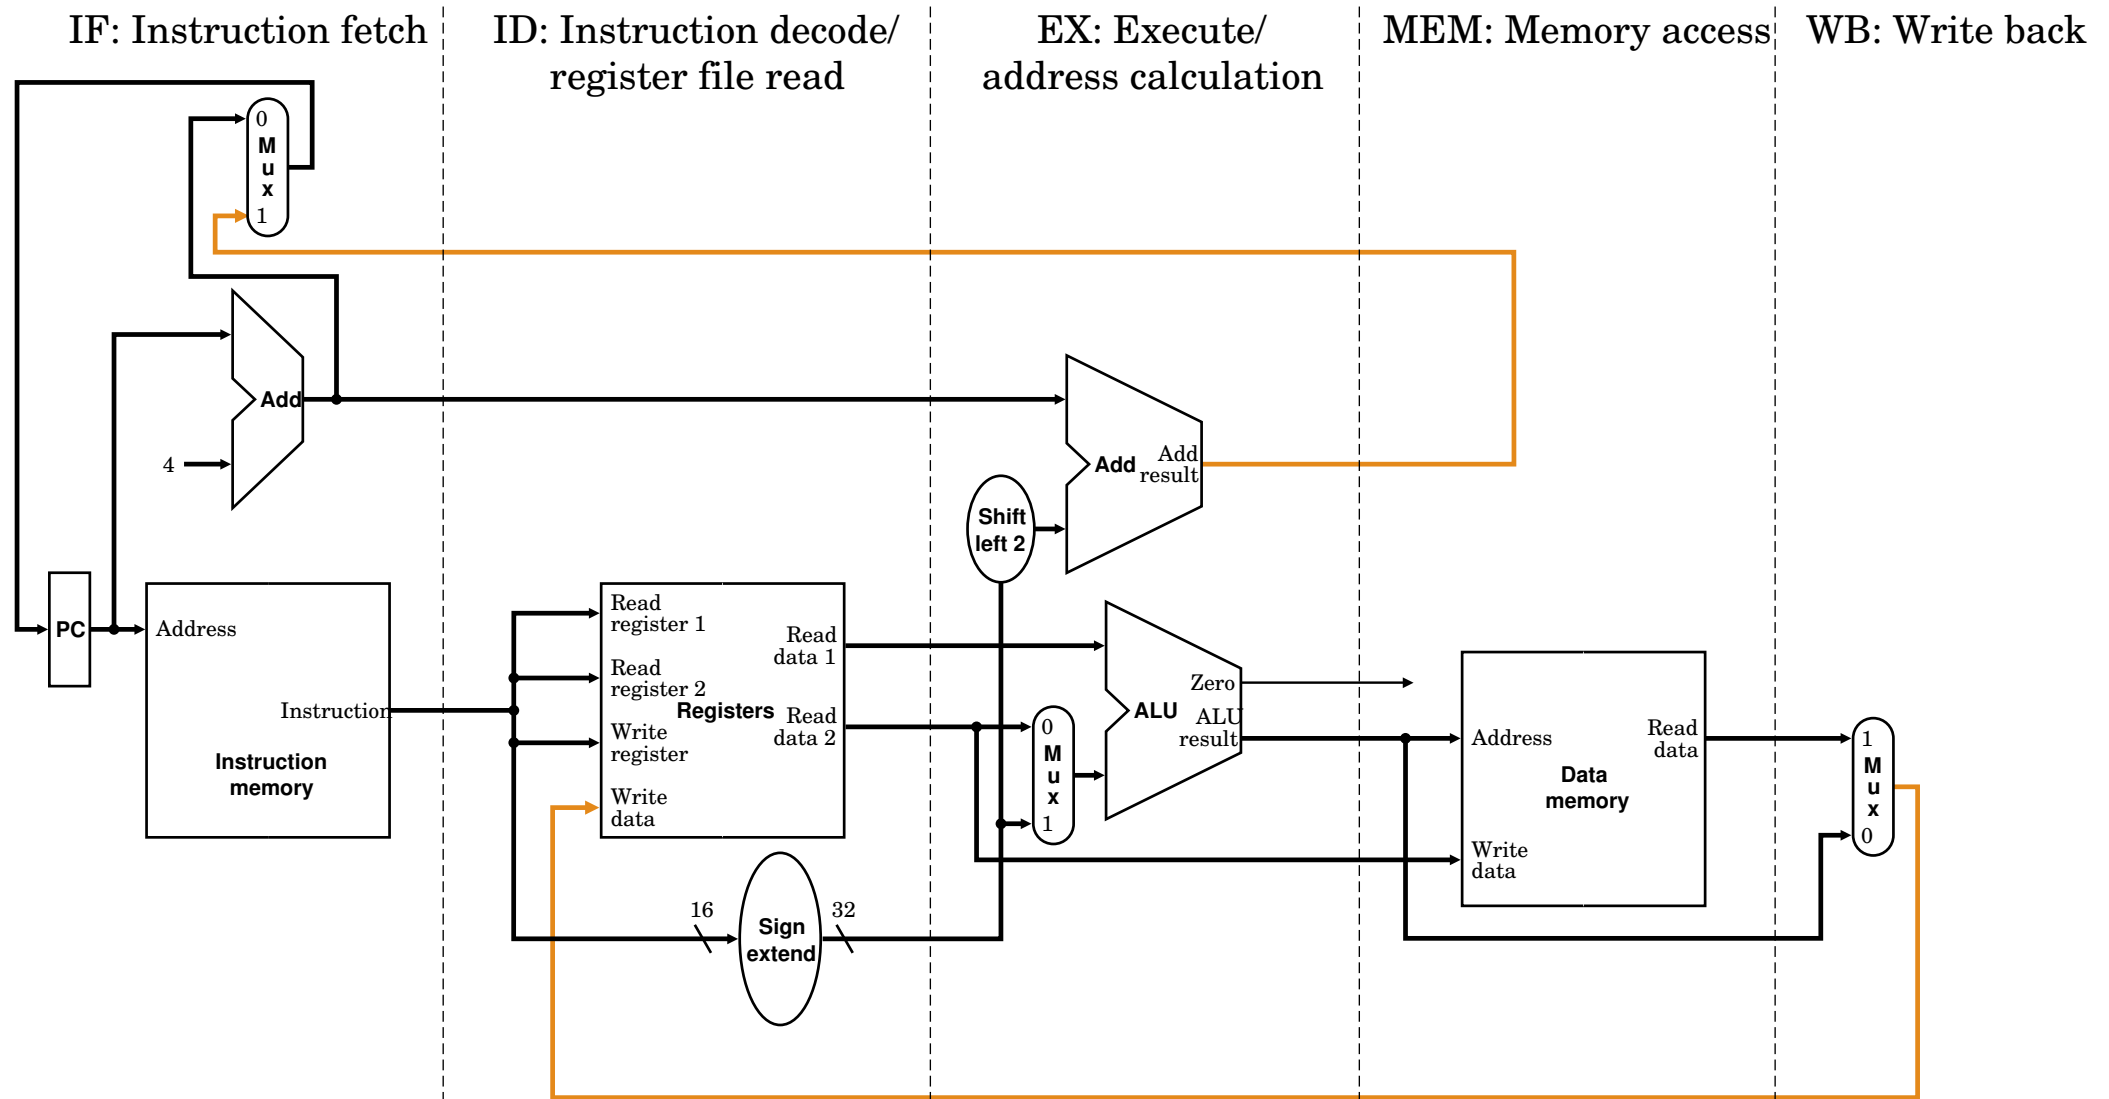 IF: Instruction fetch
ID: Instruction decode/
register file read
EX: Execute/
address calculation
MEM: Memory access
WB: Write back
0
M
u
x
1
Add
4
PC
Address
Instruction
Instruction
memory
Read
register 1
Read
register 2
Registers
Write
register
Write
data
Read
data 1
Read
data 2
16
Sign
extend
32
Shift
left 2
Add
Add
result
0
M
u
x
1
Zero
ALU
ALU
result
Address
Read
data
Data
memory
Write
data
1
M
u
x
0